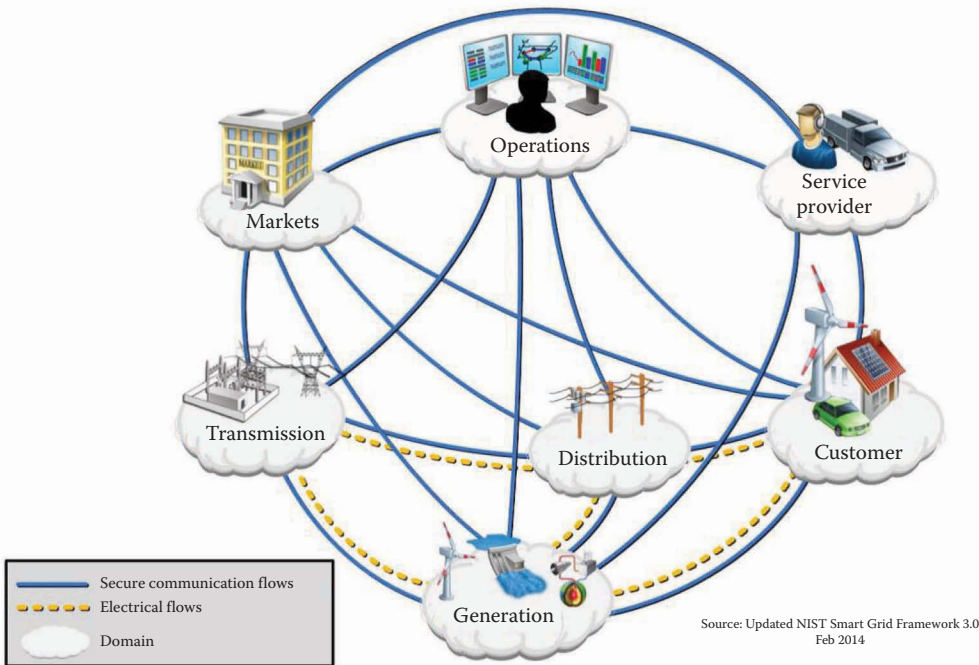 Operations
MARKET
Markets
Service
provider
Transmission
Distribution
Customer
Generation
Secure communication flows
Electrical flows
Domain
Source: Updated NIST Smart Grid Framework 3.0
Feb 2014